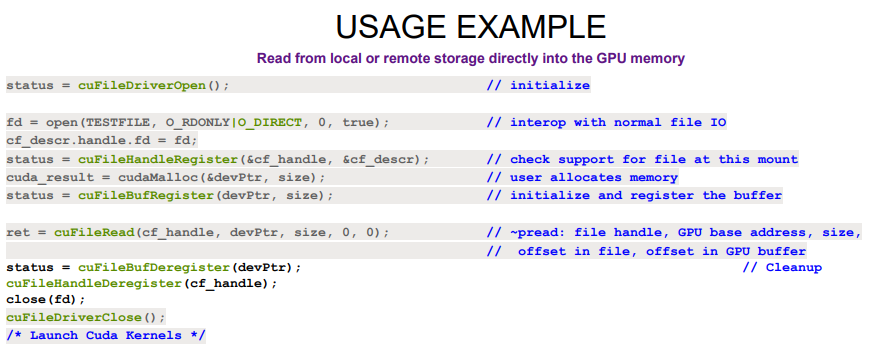 USAGE EXAMPLE
Read from local or remote storage directly into the GPU memory
status = cuFileDriverOpen(); // initialize
fd = open(TESTFILE, O_RDONLY|O_DIRECT, 0, true); // interop with normal file IO
cf_descr.handle.fd = fd;
status = cuFileHandleRegister(&cf_handle, &cf_descr); // check support for file at this mount
cuda_result = cudaMalloc(&devPtr, size); // user allocates memory
status = cuFileBufRegister(devPtr, size); // initialize and register the buffer
ret = cuFileRead(cf_handle, devPtr, size, 0, 0); // ~pread: file handle, GPU base address, size,
// offset in file, offset in GPU buffer
status = cuFileBufDeregister(devPtr); // Cleanup
cuFileHandleDeregister(cf_handle);
close(fd);
cuFileDriverClose();
/* Launch Cuda Kernels */